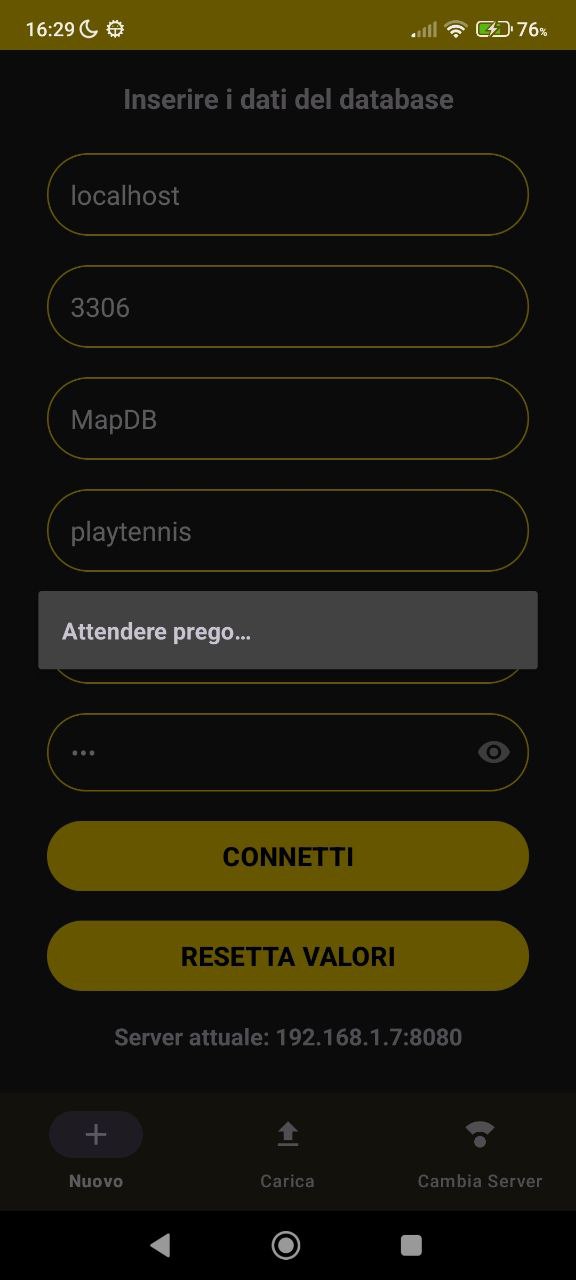 16:29
76%
Inserire i dati del database
localhost
3306
MapDB
playtennis
Attendere prego...
•••
CONNETTI
RESETTA VALORI
Server attuale: 192.168.1.7:8080
Nuovo
Carica
Cambia Server